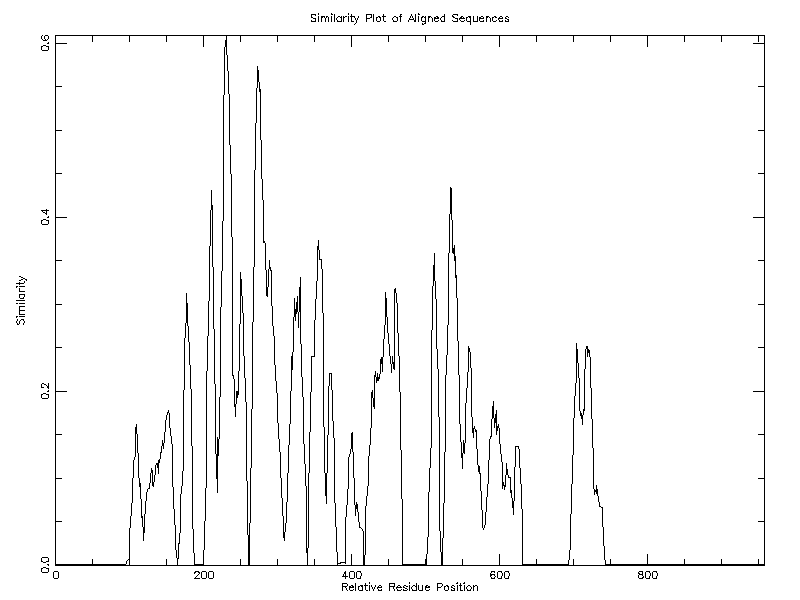 Similarity Plot of Aligned Sequences
0.6
0.4
Similarity
0.2
0.0
0 200 400 600 800
Relative Residue Position